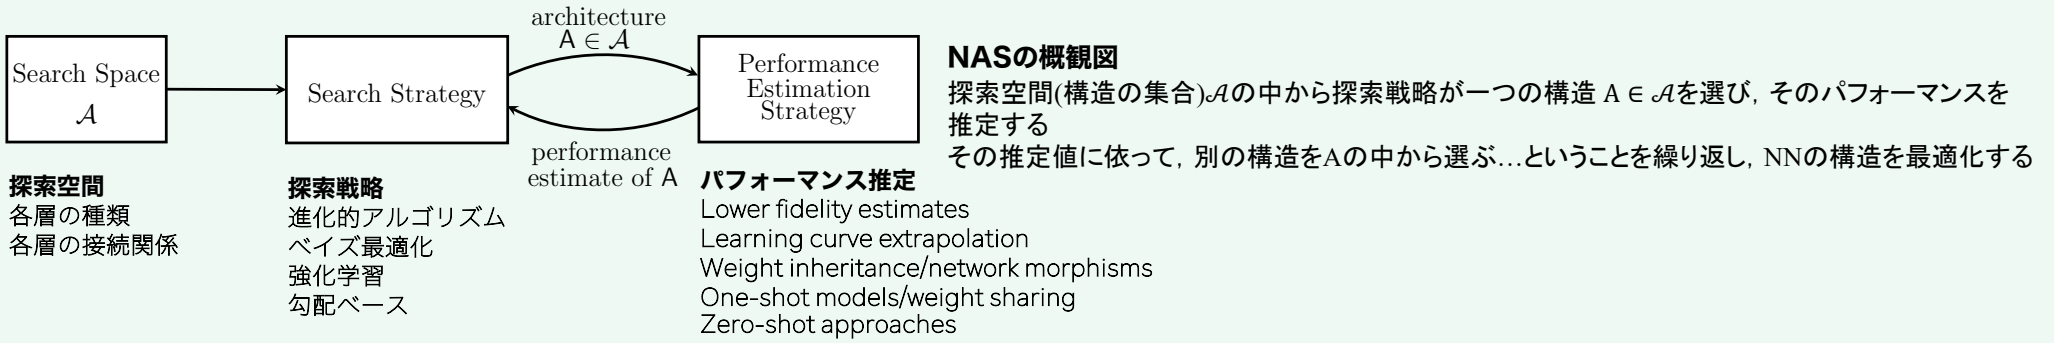 Search Space
𝒜
Search Strategy
architecture
A ∈ 𝒜
performance
estimate of A
Performance
Estimation
Strategy
探索空間
各層の種類
各層の接続関係
探索戦略
進化的アルゴリズム
ベイズ最適化
強化学習
勾配ベース
パフォーマンス推定
Lower fidelity estimates
Learning curve extrapolation
Weight inheritance/network morphisms
One-shot models/weight sharing
Zero-shot approaches
NASの概観図
探索空間(構造の集合)𝒜の中から探索戦略が一つの構造 A ∈ 𝒜を選び, そのパフォーマンスを
推定する
その推定値に依って, 別の構造をAの中から選ぶ…ということを繰り返し, NNの構造を最適化する